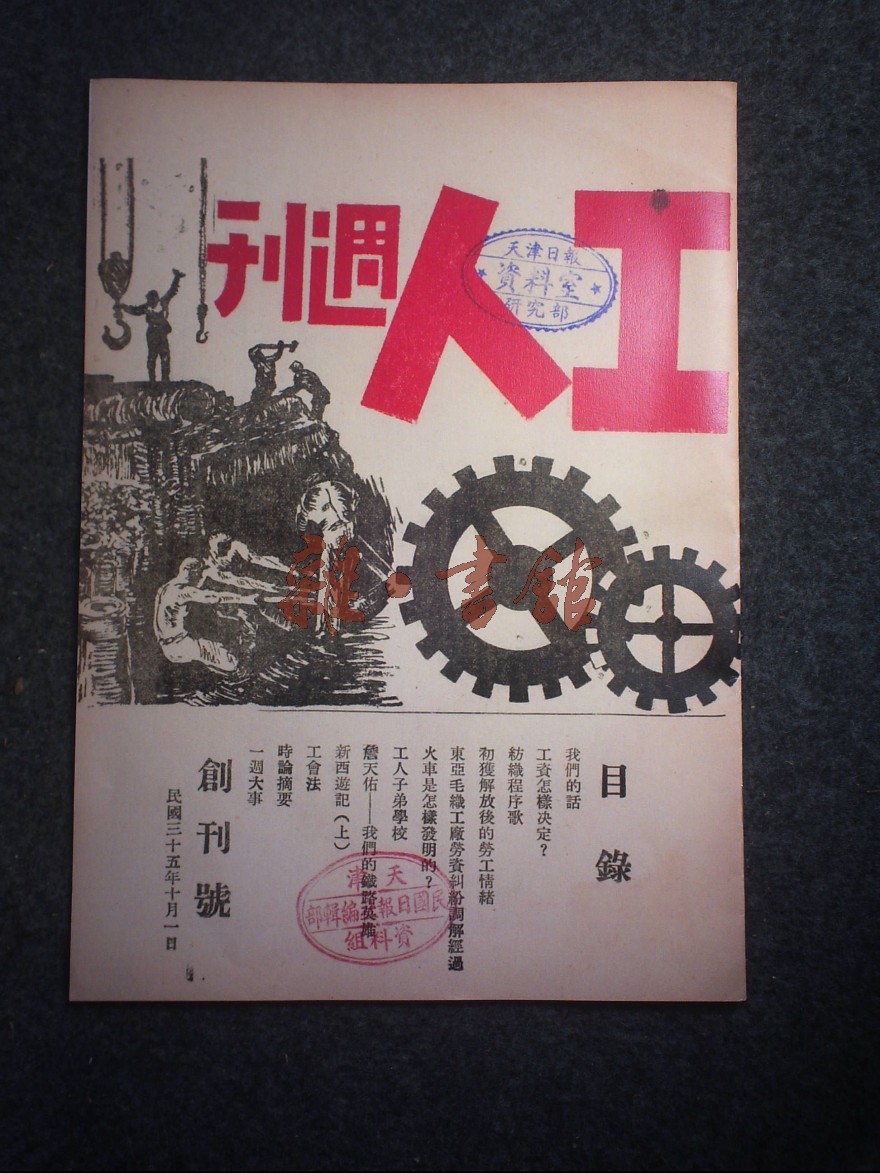 工人週刊
天津日報
資料室
研究部
雜·書館
目錄
我們的話
工資怎樣決定？
紡織程序歌
初獲解放後的勞工情緒
東亞毛織工廠勞資糾紛調解經過
火車是怎樣發明的？
工人子弟學校
詹天佑——我們的鐵路英雄
新西遊記（上）
工會法
時論摘要
一週大事
創刊號
民國三十五年十月一日
天津
民國日報編輯部
資料組